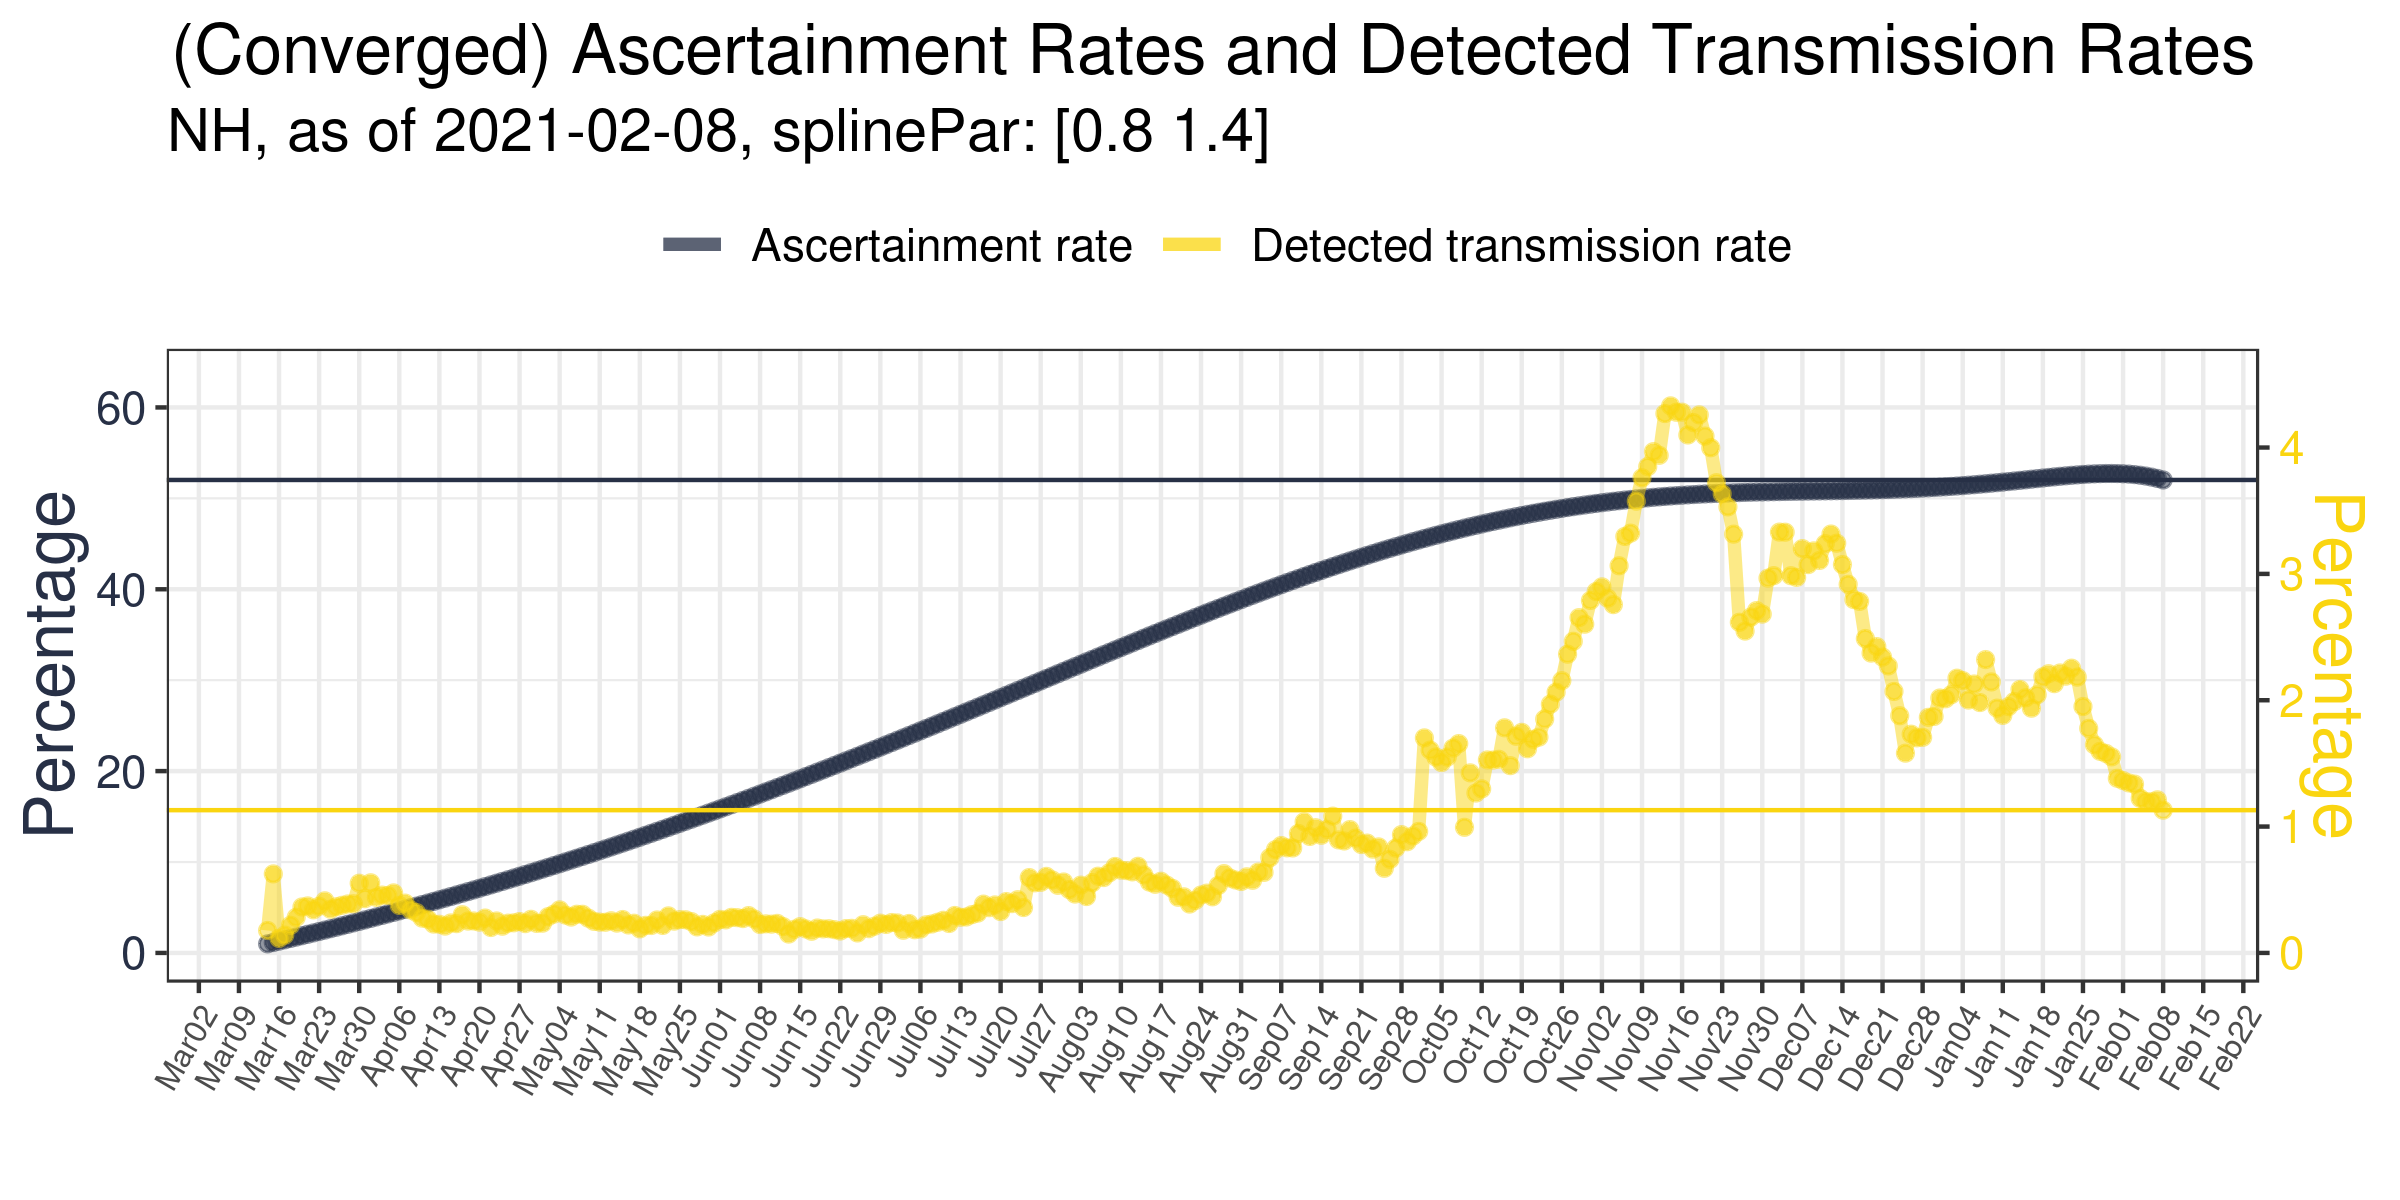 (Converged) Ascertainment Rates and Detected Transmission Rates
NH, as of 2021-02-08, splinePar: [0.8 1.4]
Ascertainment rate
Detected transmission rate
Percentage
60
40
20
0
4
3
2
1
0
Percentage
Mar02
Mar09
Mar16
Mar23
Mar30
Apr06
Apr13
Apr20
Apr27
May04
May11
May18
May25
Jun01
Jun08
Jun15
Jun22
Jun29
Jul06
Jul13
Jul20
Jul27
Aug03
Aug10
Aug17
Aug24
Aug31
Sep07
Sep14
Sep21
Sep28
Oct05
Oct12
Oct19
Oct26
Nov02
Nov09
Nov16
Nov23
Nov30
Dec07
Dec14
Dec21
Dec28
Jan04
Jan11
Jan18
Jan25
Feb01
Feb08
Feb15
Feb22